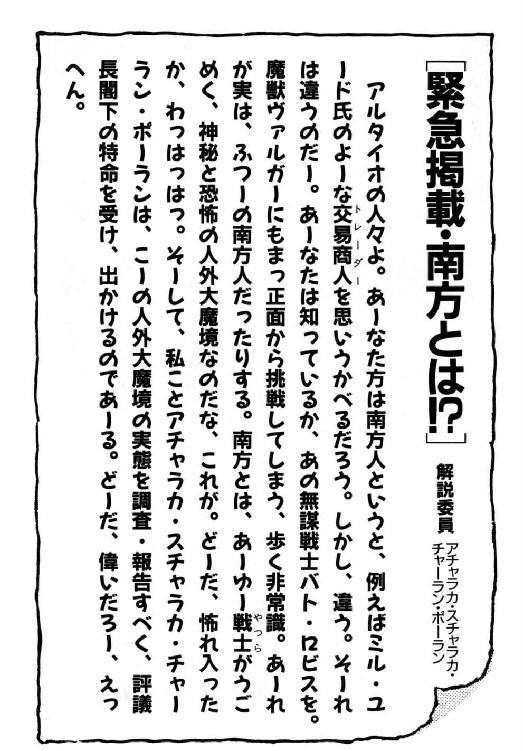 [緊急掲載・南方とは!?]
解説委員 アチャラカ・スチャラカ・
チャーラン・ポーラン
アルタイオの人々よ。あーなた方は南方人というと、例えばミル・ユ
ード氏のよーな交易商人を思いうかべるだろう。しかし、違う。そーれ
トレーダー
は違うのだー。あーなたは知っているか、あの無謀戦士バト・ロビスを。
魔獣ヴァルガーにもまっ正面から挑戦してしまう、歩く非常識。あーれ
が実は、ふつーの南方人だったりする。南方とは、あーゆー戦士がうご
やつら
めく、神秘と恐怖の人外大魔境なのだな、これが。どーだ、怖れ入った
か、わっはっはっ。そーして、私ことアチャラカ・スチャラカ・チャー
ラン・ポーランは、こーの人外大魔境の実態を調査・報告すべく、評議
長閣下の特命を受け、出かけるのであーる。どーだ、偉いだろー、えっ
へん。